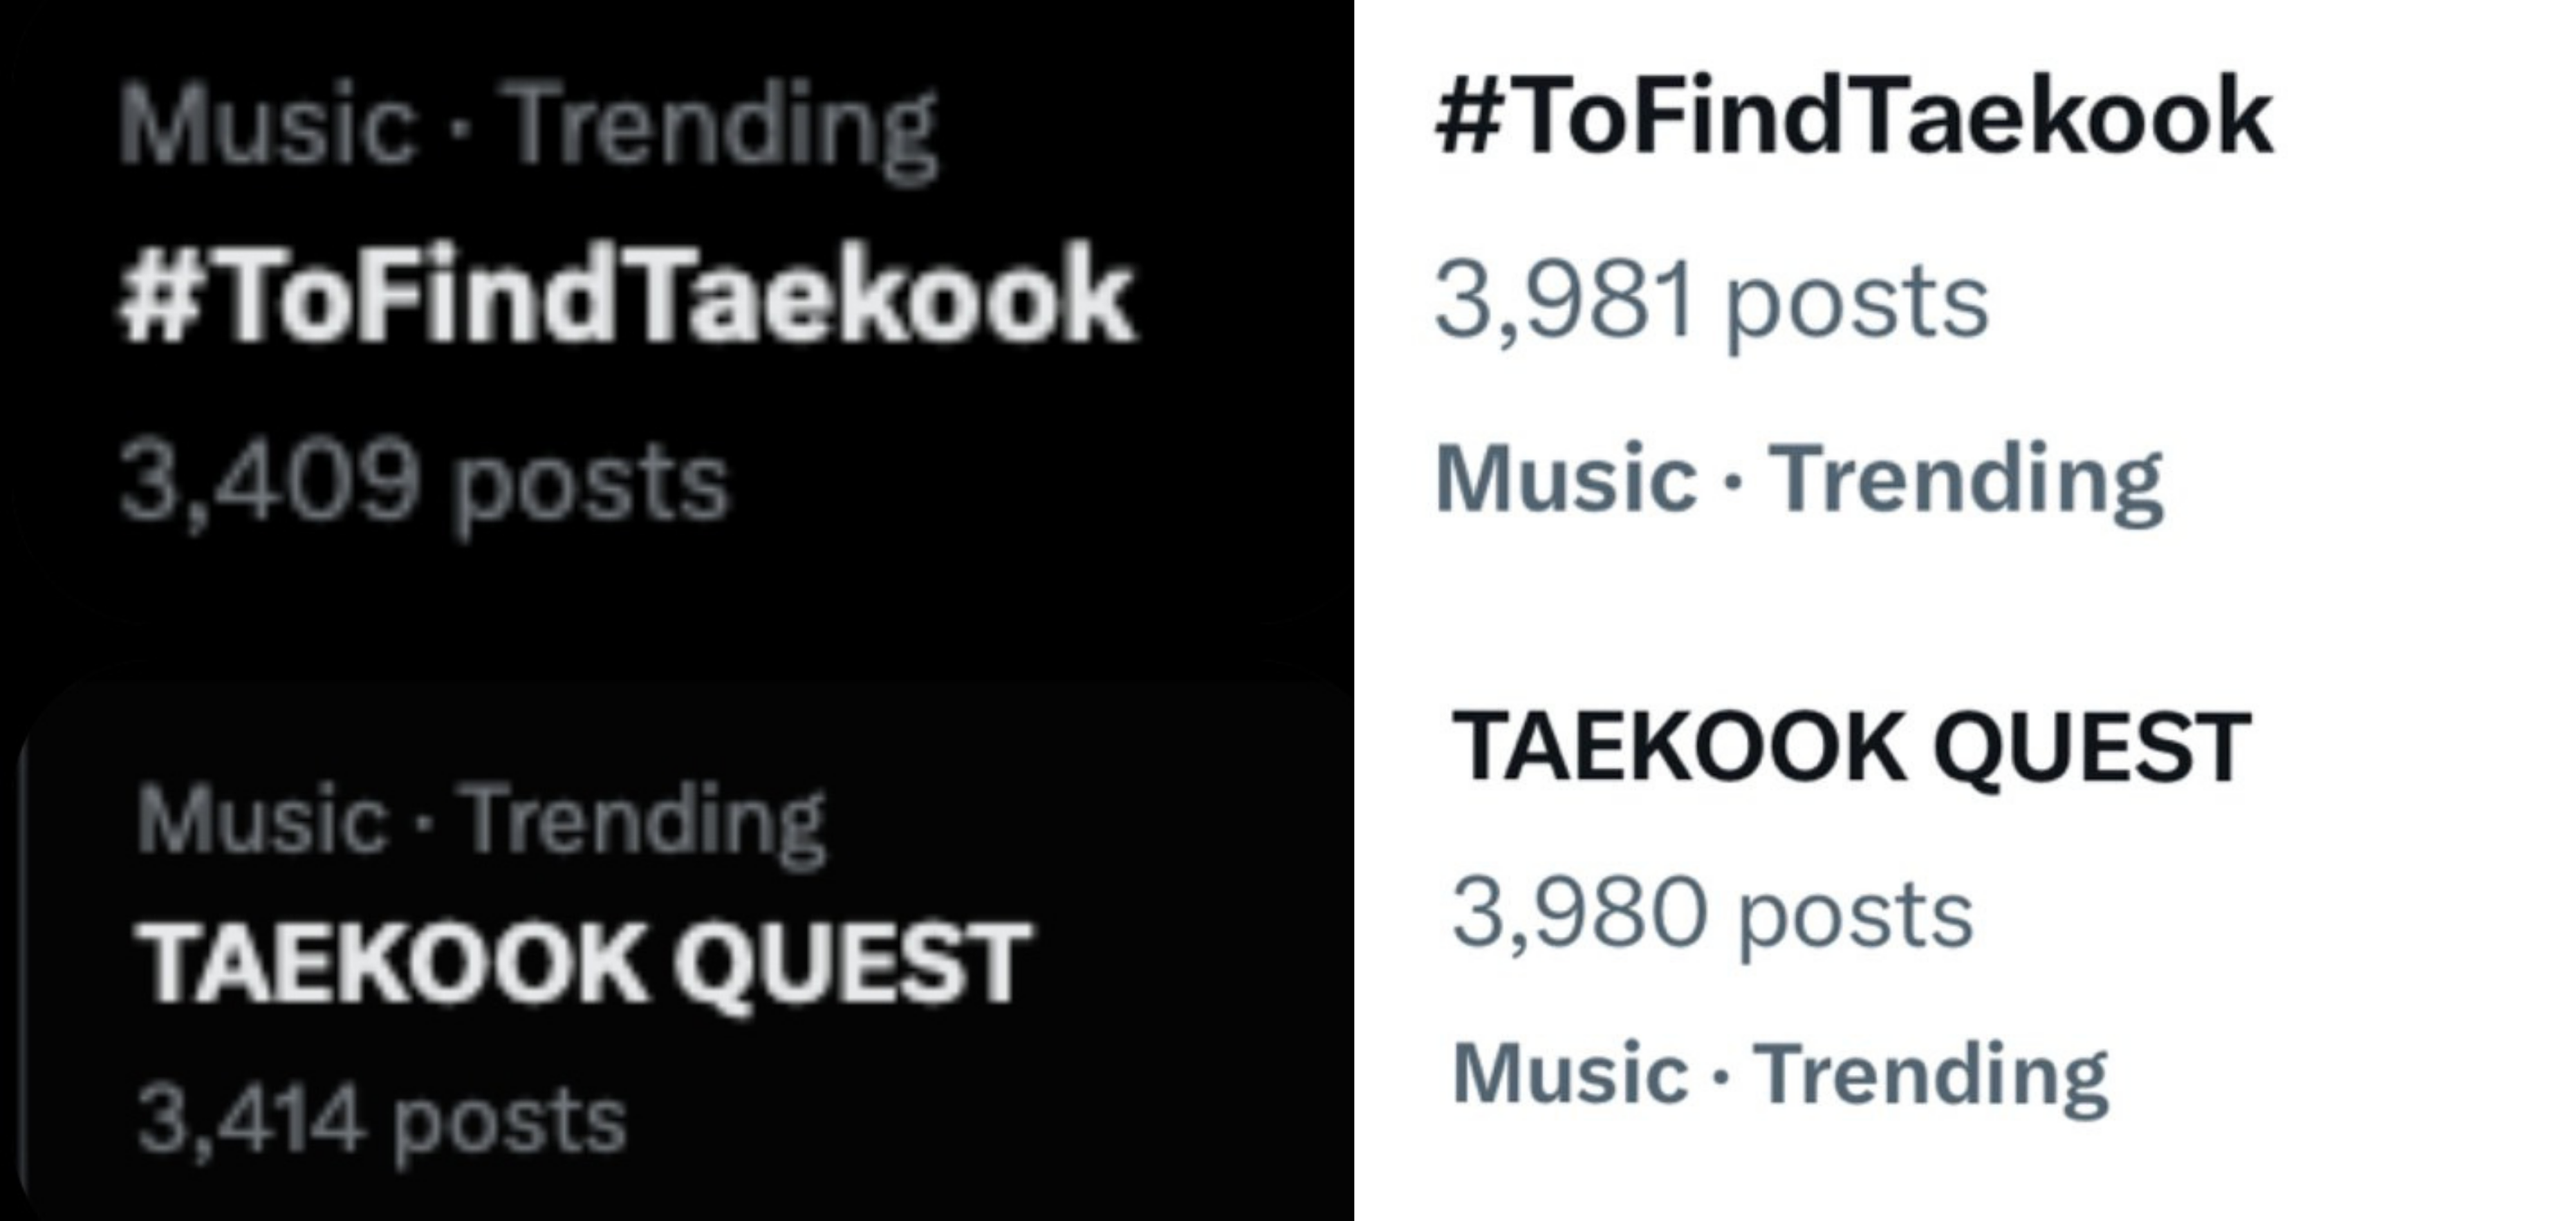 Music · Trending
#ToFindTaekook
3,409 posts
Music · Trending
TAEKOOK QUEST
3,414 posts
#ToFindTaekook
3,981 posts
Music · Trending
TAEKOOK QUEST
3,980 posts
Music · Trending